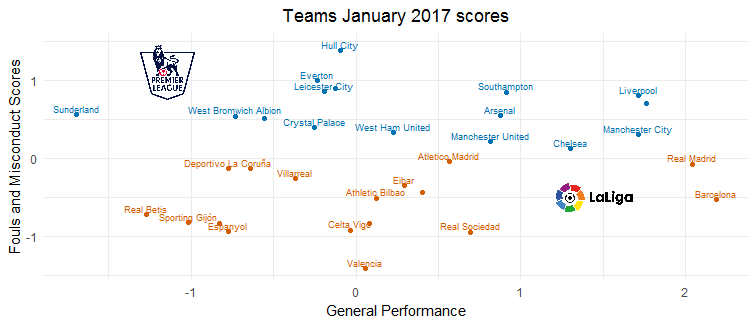 Teams January 2017 scores
Hull City
PREMIER
LEAGUE
Everton
Leicester City
Southampton
Liverpool
1
Sunderland
West Bromwich Albion
Arsenal
Crystal Palace
West Ham United
Manchester City
Manchester United
Chelsea
0
Atletico Madrid
Real Madrid
Deportivo La Coruña
Villarreal
Eibar
Athletic Bilbao
LaLiga
Barcelona
Real Betis
Sporting Gijón
Espanyol
Celta Vigo
Real Sociedad
-1
Valencia
Fouls and Misconduct Scores
-1
0
1
2
General Performance